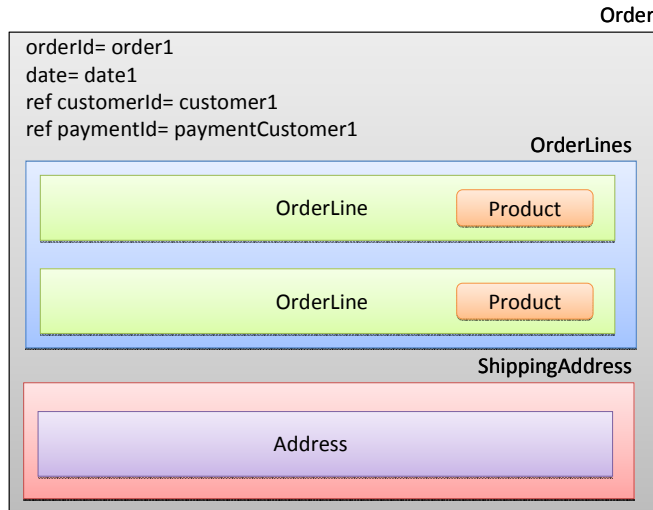 Order
orderId= order1
date= date1
ref customerId= customer1
ref paymentId= paymentCustomer1
OrderLines
OrderLine Product
OrderLine Product
ShippingAddress
Address